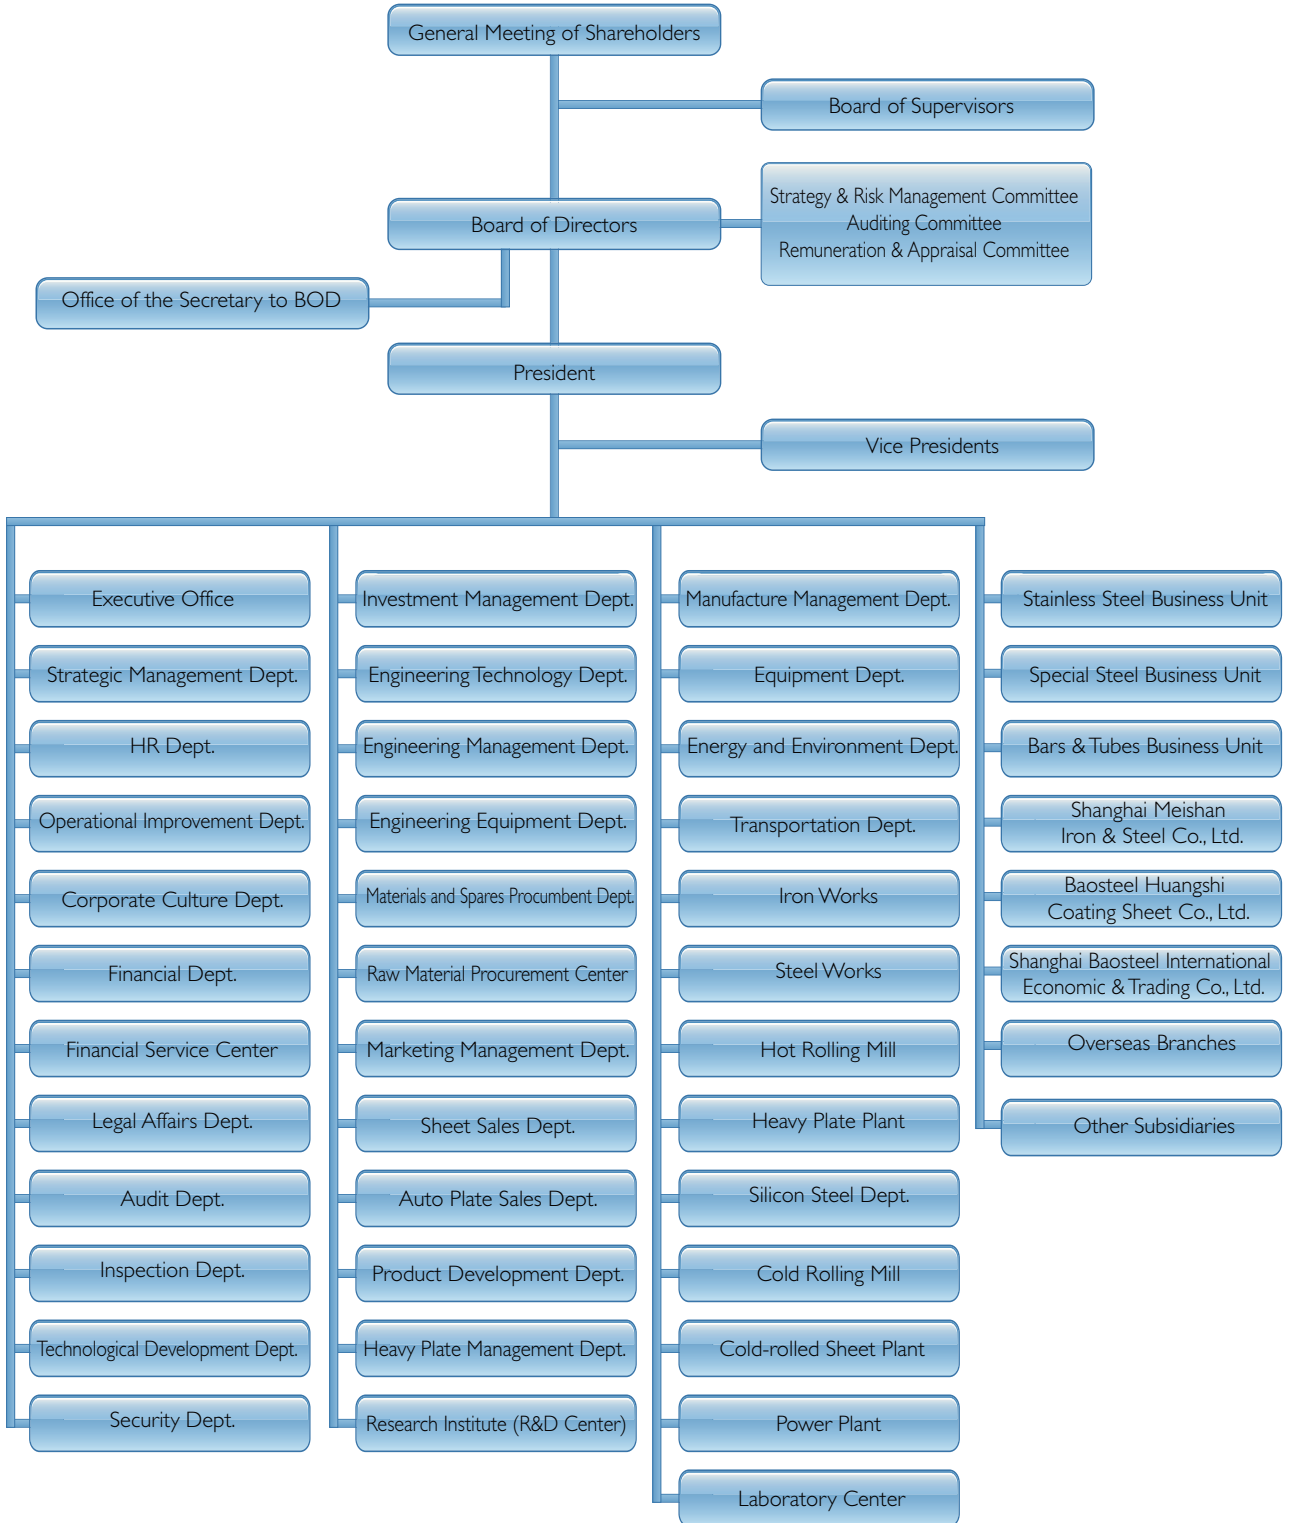 General Meeting of Shareholders
Board of Supervisors
Strategy & Risk Management Committee
Auditing Committee
Remuneration & Appraisal Committee
Board of Directors
Office of the Secretary to BOD
President
Vice Presidents
Executive Office
Strategic Management Dept.
HR Dept.
Operational Improvement Dept.
Corporate Culture Dept.
Financial Dept.
Financial Service Center
Legal Affairs Dept.
Audit Dept.
Inspection Dept.
Technological Development Dept.
Security Dept.
Investment Management Dept.
Engineering Technology Dept.
Engineering Management Dept.
Engineering Equipment Dept.
Materials and Spares Procumbent Dept.
Raw Material Procurement Center
Marketing Management Dept.
Sheet Sales Dept.
Auto Plate Sales Dept.
Product Development Dept.
Heavy Plate Management Dept.
Research Institute (R&D Center)
Manufacture Management Dept.
Equipment Dept.
Energy and Environment Dept.
Transportation Dept.
Iron Works
Steel Works
Hot Rolling Mill
Heavy Plate Plant
Silicon Steel Dept.
Cold Rolling Mill
Cold-rolled Sheet Plant
Power Plant
Laboratory Center
Stainless Steel Business Unit
Special Steel Business Unit
Bars & Tubes Business Unit
Shanghai Meishan
Iron & Steel Co., Ltd.
Baosteel Huangshi
Coating Sheet Co., Ltd.
Shanghai Baosteel International
Economic & Trading Co., Ltd.
Overseas Branches
Other Subsidiaries